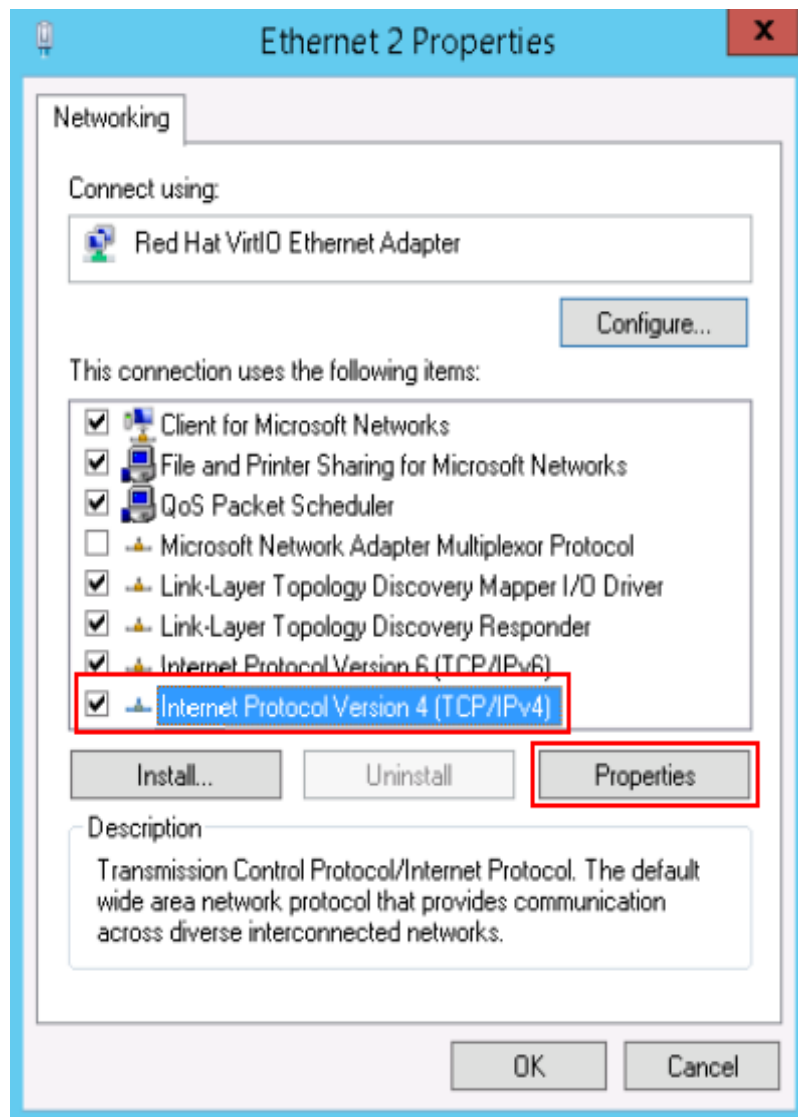 Ethernet 2 Properties
x
Networking
Connect using:
Red Hat VirtIO Ethernet Adapter
Configure...
This connection uses the following items:
Client for Microsoft Networks
File and Printer Sharing for Microsoft Networks
QoS Packet Scheduler
Microsoft Network Adapter Multiplexor Protocol
Link-Layer Topology Discovery Mapper I/O Driver
Link-Layer Topology Discovery Responder
Internet Protocol Version 6 (TCP/IPv6)
Internet Protocol Version 4 (TCP/IPv4)
Install... Uninstall Properties
Description
Transmission Control Protocol/Internet Protocol. The default
wide area network protocol that provides communication
across diverse interconnected networks.
OK Cancel